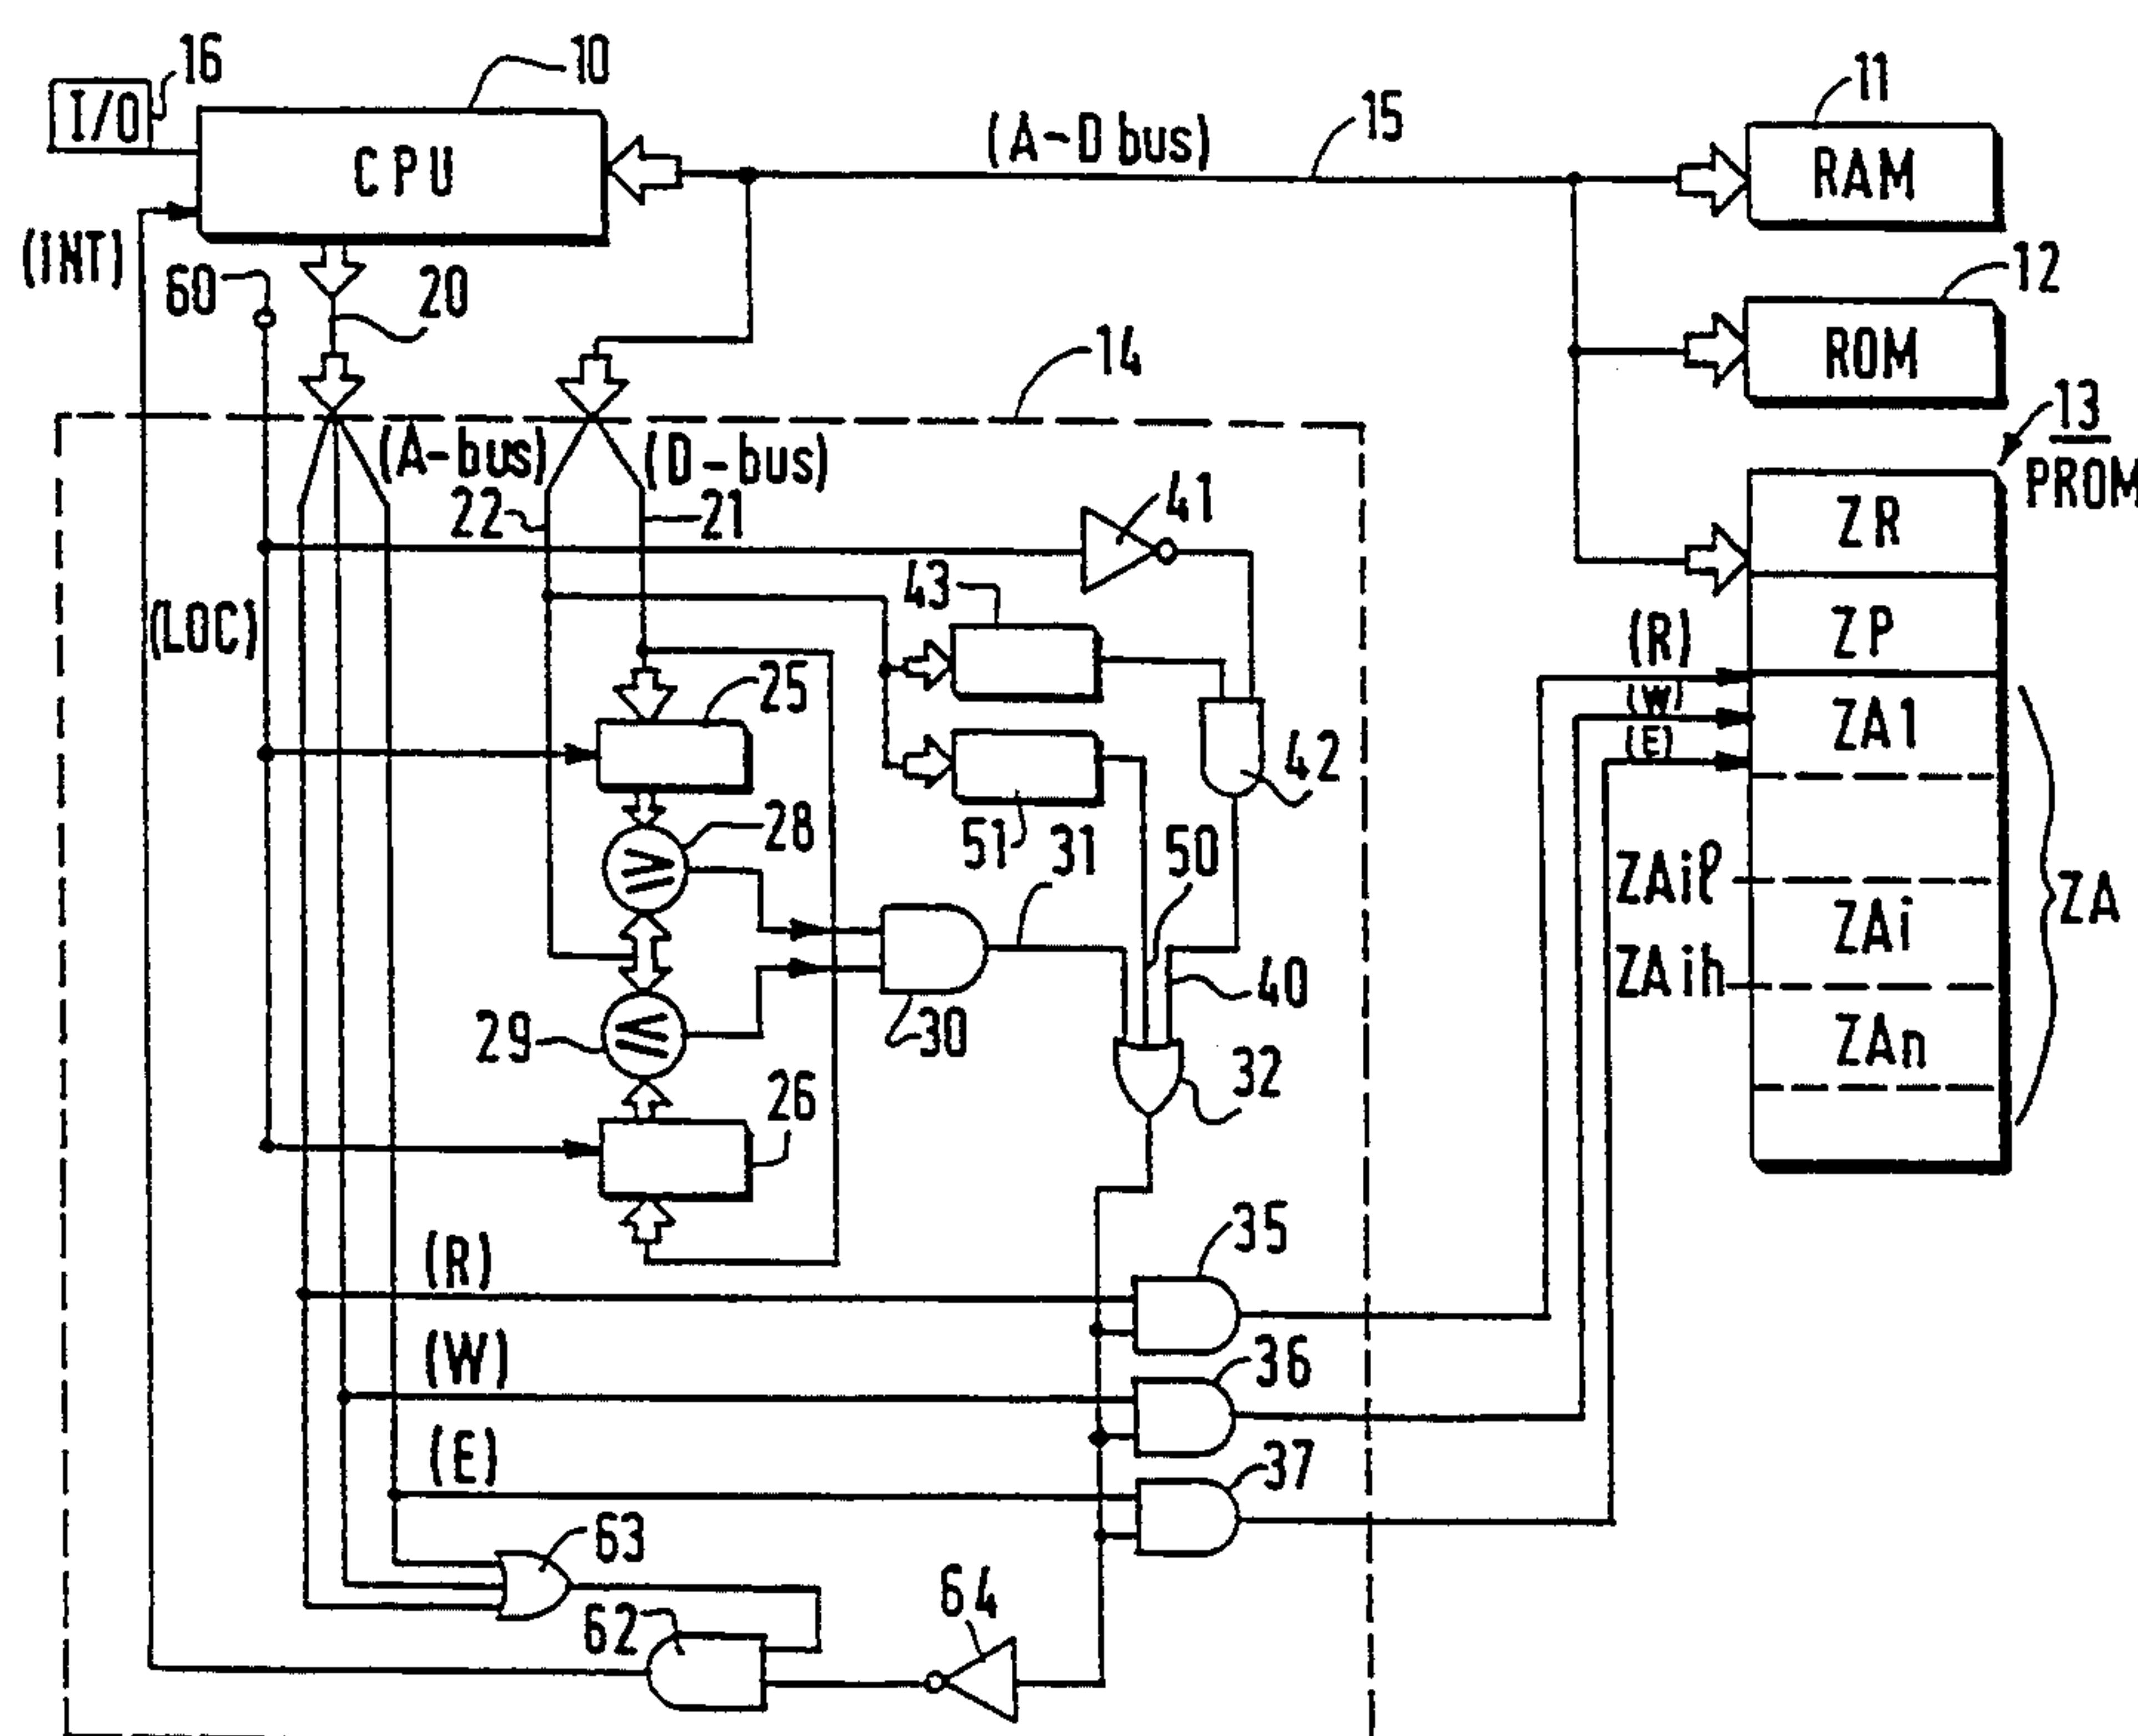 16
10
11
I/O
CPU
(A-D bus)
15
RAM
(INT)
60
20
12
ROM
14
13
PROM
(A-bus)
(D-bus)
22
21
41
ZR
43
(LOC)
ZP
(R)
25
(W)
ZA1
(E)
42
28
≥
51
31
50
ZAiℓ
ZAi
ZA
ZAih
40
29
≤
30
ZAn
32
26
35
(R)
36
(W)
37
(E)
63
64
62